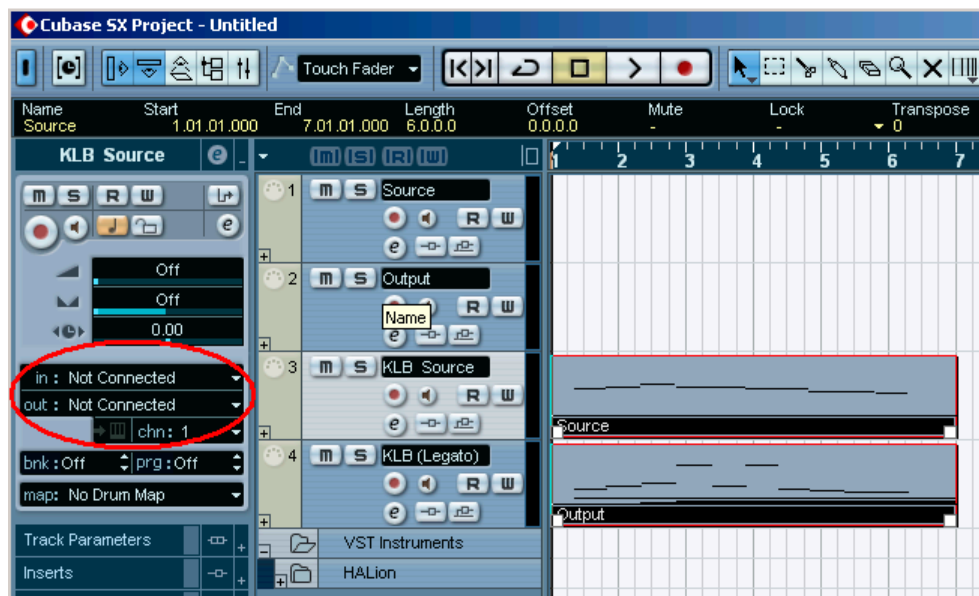 Cubase SX Project - Untitled
Touch Fader
Name Start End Length Offset Mute Lock Transpose
Source 1.01.01.000 7.01.01.000 6.0.0.0 0.0.0.0 - - 0
KLB Source e - (m) (S) (R) (W) 1 2 3 4 5 6 7
m S R W
e
Off
Off
0.00
in : Not Connected
out : Not Connected
chn: 1
bnk : Off prg : Off
map: No Drum Map
Track Parameters +
Inserts +
1 m S Source
R W
e
+
2 m S Output
R W
Name
e
+
3 m S KLB Source
R W
e
+
4 m S KLB (Legato)
R W
e
+
- VST Instruments
+ HALion
Source
Output